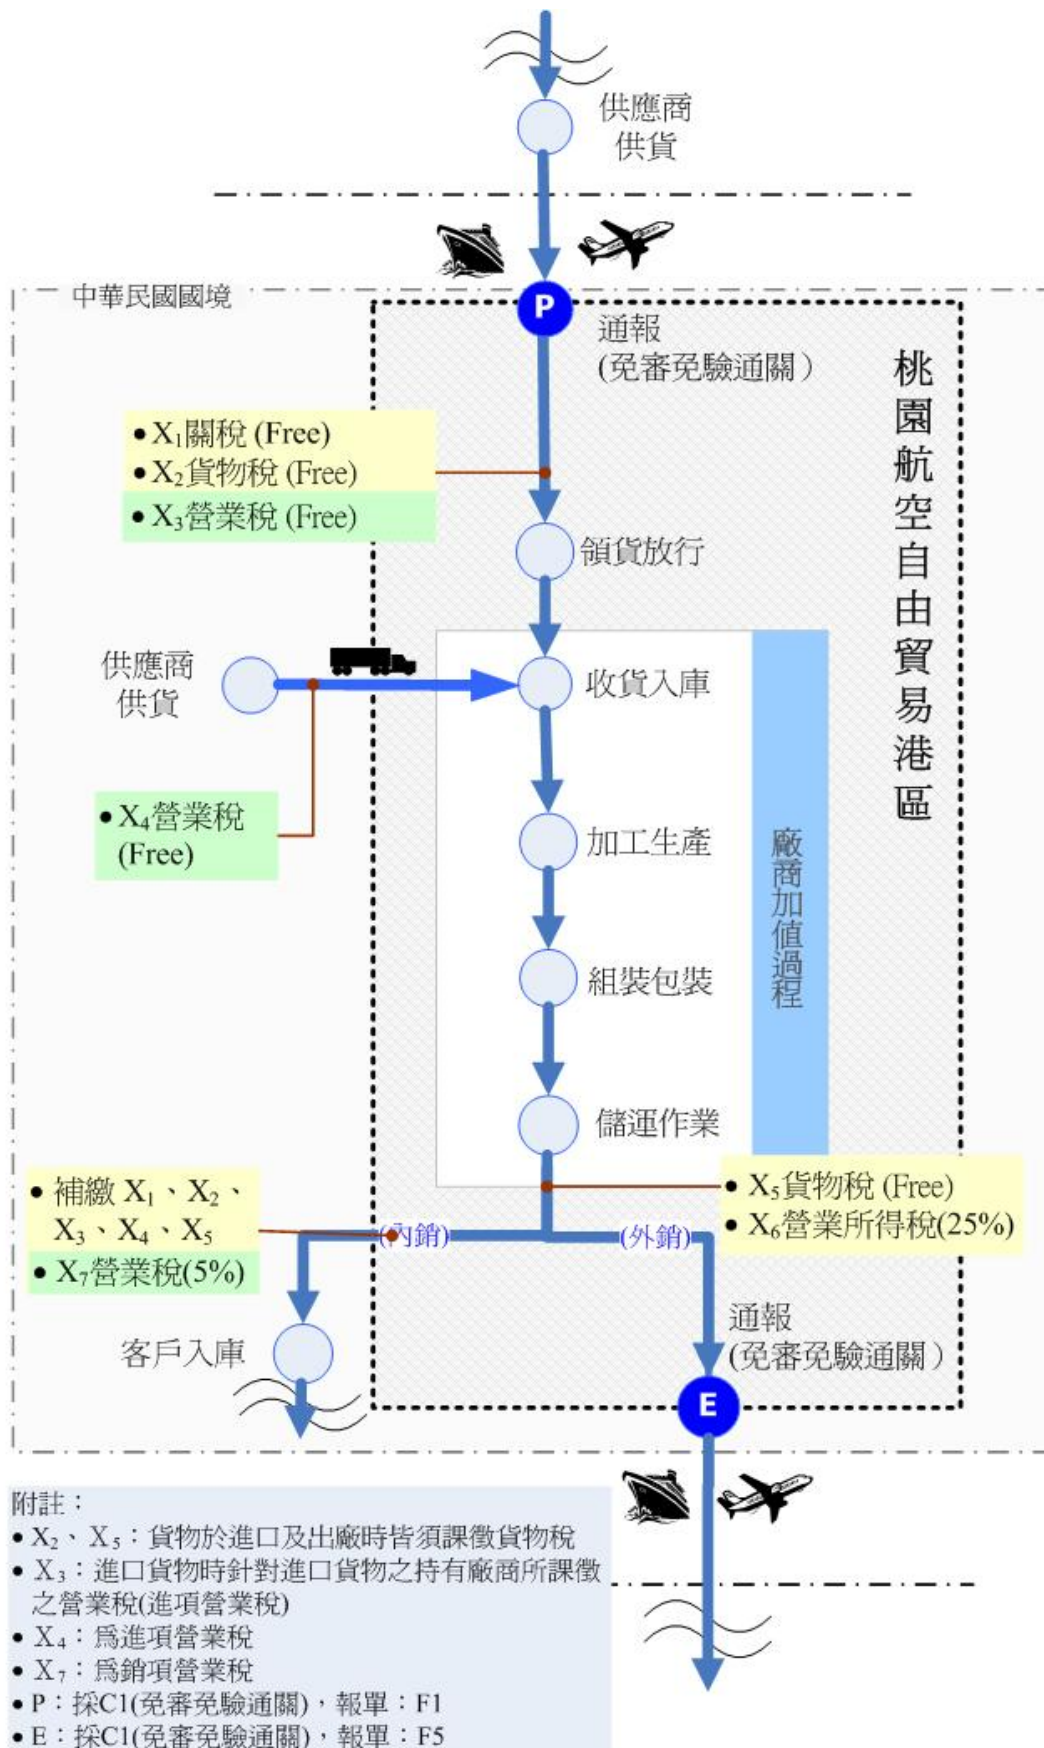 供應商
供貨
中華民國國境
P
通報
(免審免驗通關)
桃園航空自由貿易港區
• X₁關稅 (Free)
• X₂貨物稅 (Free)
• X₃營業稅 (Free)
領貨放行
供應商
供貨
收貨入庫
• X₄營業稅
(Free)
加工生產
廠商加值過程
組裝包裝
儲運作業
• 補繳 X₁、X₂、
X₃、X₄、X₅
• X₇營業稅(5%)
(內銷)
(外銷)
• X₅貨物稅 (Free)
• X₆營業所得稅(25%)
客戶入庫
通報
(免審免驗通關)
E
附註：
• X₂、X₅：貨物於進口及出廠時皆須課徵貨物稅
• X₃：進口貨物時針對進口貨物之持有廠商所課徵
之營業稅(進項營業稅)
• X₄：爲進項營業稅
• X₇：爲銷項營業稅
• P：採C1(免審免驗通關)，報單：F1
• E：採C1(免審免驗通關)，報單：F5